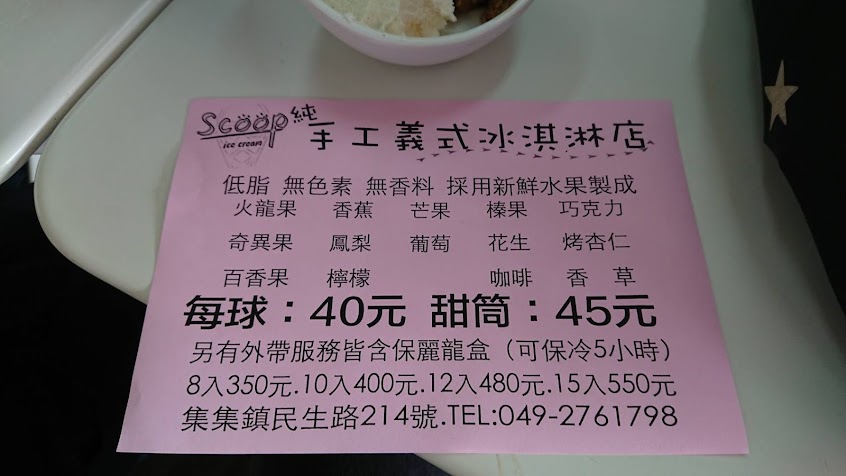 Scoop 純手工義式冰淇淋店
ice cream
低脂 無色素 無香料 採用新鮮水果製成
火龍果 香蕉 芒果 榛果 巧克力
奇異果 鳳梨 葡萄 花生 烤杏仁
百香果 檸檬 咖啡 香草
每球：40元 甜筒：45元
另有外帶服務皆含保麗龍盒（可保冷5小時）
8入350元.10入400元.12入480元.15入550元
集集鎮民生路214號.TEL:049-2761798